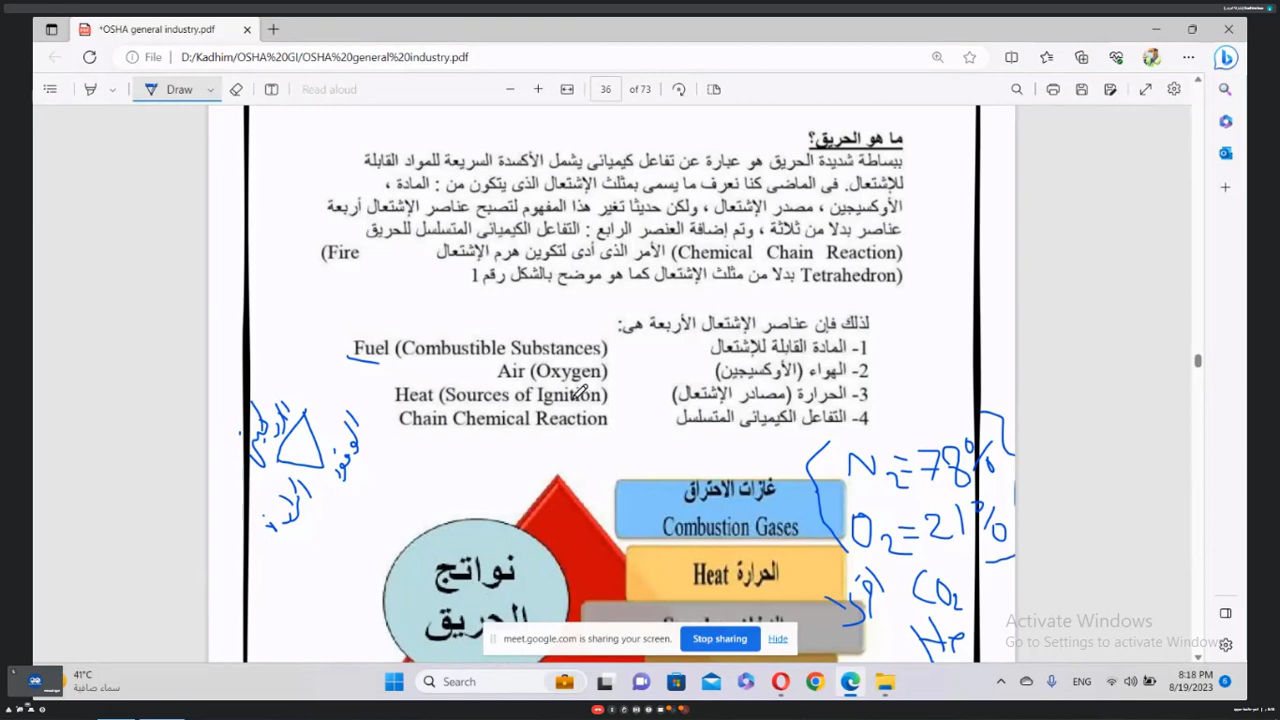 *OSHA general industry.pdf
File
D:/Kadhim/OSHA%20GI/OSHA%20general%20industry.pdf
Draw
Read aloud
36 of 73
ما هو الحريق؟
ببساطة شديدة الحريق هو عبارة عن تفاعل كيميائى يشمل الأكسدة السريعة للمواد القابلة
للإشتعال. فى الماضى كنا نعرف ما يسمى بمثلث الإشتعال الذى يتكون من : المادة ،
الأوكسيجين ، مصدر الإشتعال ، ولكن حديثا تغير هذا المفهوم لتصبح عناصر الإشتعال أربعة
عناصر بدلا من ثلاثة ، وتم إضافة العنصر الرابع : التفاعل الكيميائى المتسلسل للحريق
(Chemical Chain Reaction) الأمر الذى أدى لتكوين هرم الإشتعال (Fire
Tetrahedron) بدلا من مثلث الإشتعال كما هو موضح بالشكل رقم 1
لذلك فإن عناصر الإشتعال الأربعة هى:
1- المادة القابلة للإشتعال Fuel (Combustible Substances)
2- الهواء (الأوكسيجين) Air (Oxygen)
3- الحرارة (مصادر الإشتعال) Heat (Sources of Ignition)
4- التفاعل الكيميائى المتسلسل Chain Chemical Reaction
الوقود
N2=78%
O2=21%
CO2
He
غازات الاحتراق
Combustion Gases
الحرارة Heat
نواتج
الحريق
meet.google.com is sharing your screen.
Stop sharing
Hide
Activate Windows
Go to Settings to activate Windows.
41°C
سماء صافية
Search
ENG
8:18 PM
8/19/2023